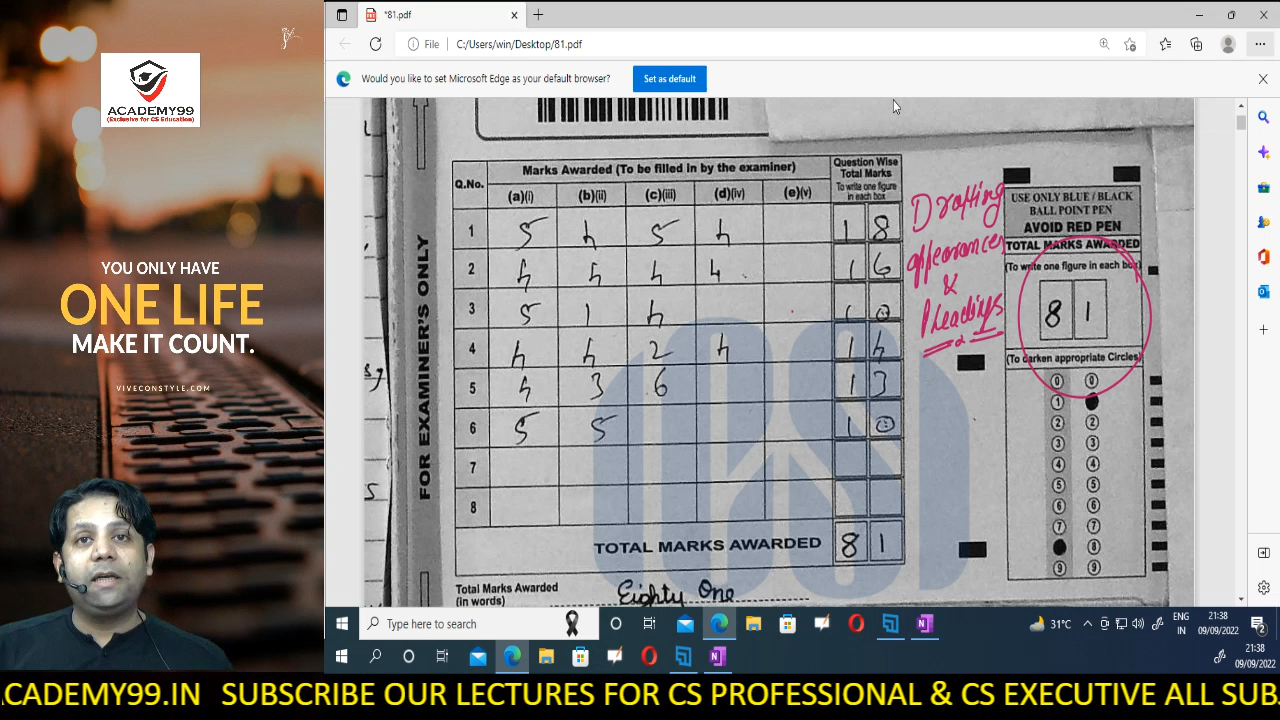 ACADEMY99
(Exclusive for CS Education)
YOU ONLY HAVE
ONE LIFE
MAKE IT COUNT.
VIVECONSTYLE.COM
*81.pdf
File
C:/Users/win/Desktop/81.pdf
Would you like to set Microsoft Edge as your default browser?
Set as default
FOR EXAMINER'S ONLY
Q.No.
Marks Awarded (To be filled in by the examiner)
Question Wise
Total Marks
To write one figure
in each box
(a)(i) (b)(ii) (c)(iii) (d)(iv) (e)(v)
1 5 4 5 4 1 8
2 4 4 4 4 1 6
3 5 1 4 1 0
4 4 4 2 4 1 4
5 4 3 6 1 3
6 5 5 1 0
7
8
TOTAL MARKS AWARDED 8 1
Total Marks Awarded
(in words)
Eighty One
Drafting
appearances
&
Pleadings
USE ONLY BLUE / BLACK
BALL POINT PEN
AVOID RED PEN
TOTAL MARKS AWARDED
(To write one figure in each box)
8 1
(To darken appropriate Circles)
0 0
1
2 2
3 3
4 4
5 5
6 6
7 7
8
9 9
Type here to search
31°C
ENG
IN
21:38
09/09/2022
2
21:38
09/09/2022
CADEMY99.IN SUBSCRIBE OUR LECTURES FOR CS PROFESSIONAL & CS EXECUTIVE ALL SUB